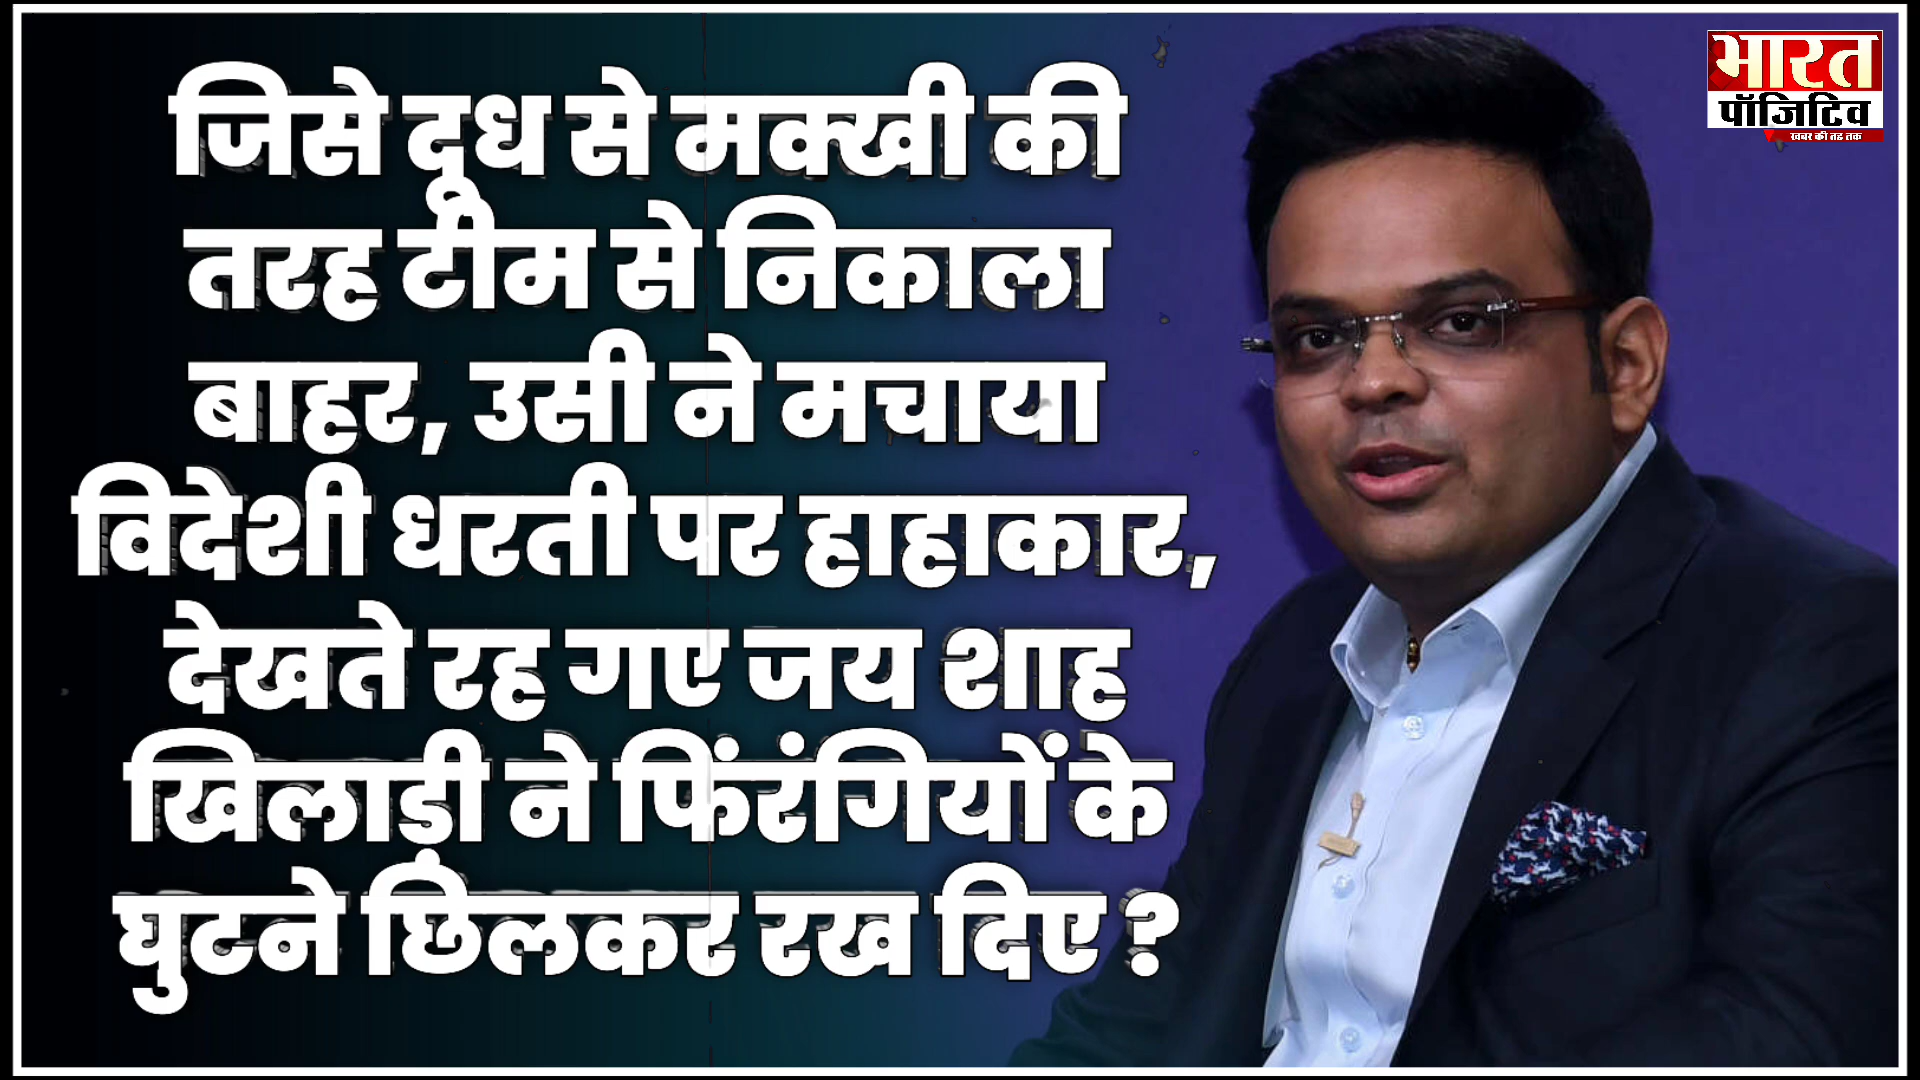 भारत
पॉजिटिव
खबर की तह तक
जिसे दूध से मक्खी की
तरह टीम से निकाला
बाहर, उसी ने मचाया
विदेशी धरती पर हाहाकार,
देखते रह गए जय शाह
खिलाड़ी ने फिंरंगियों के
घुटने छिंलकर रख दिए ?